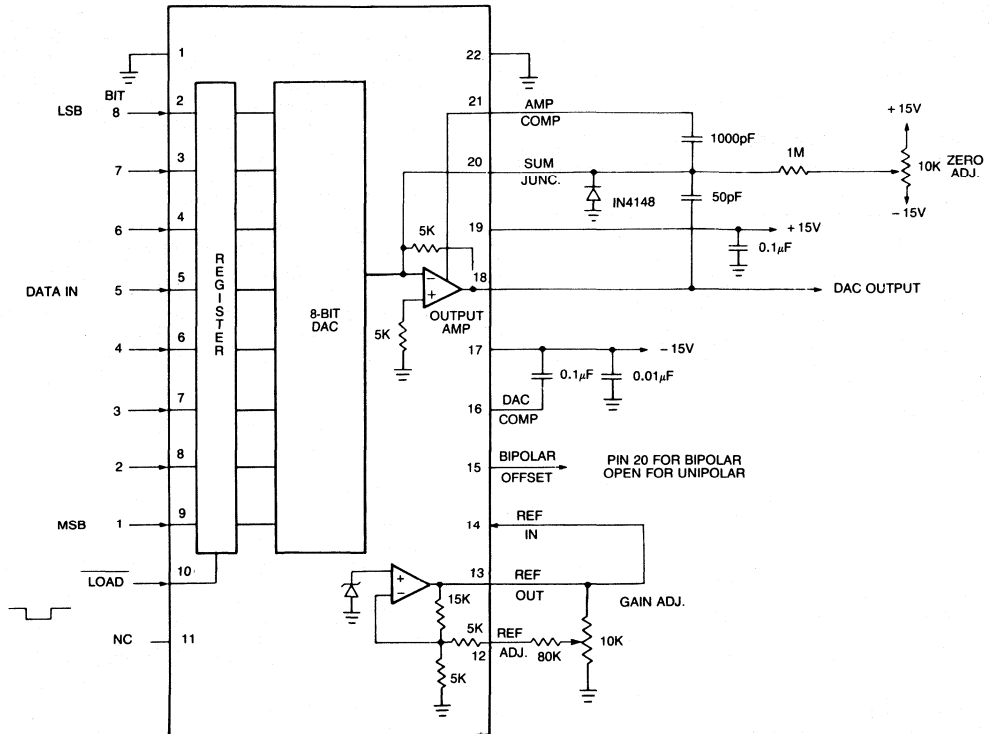 1
22
BIT
LSB 8
2
21
AMP
COMP
1000pF
+15V
7
3
20
SUM
JUNC.
IN4148
50pF
1M
10K
ZERO
ADJ.
-15V
6
4
19
+15V
0.1µF
5K
DATA IN 5
5
REGISTER
8-BIT
DAC
5K
−
+
OUTPUT
AMP
18
DAC OUTPUT
4
6
17
-15V
0.1µF
0.01µF
3
7
16
DAC
COMP
2
8
15
BIPOLAR
OFFSET
PIN 20 FOR BIPOLAR
OPEN FOR UNIPOLAR
MSB 1
9
14
REF
IN
LOAD
10
+
−
13
REF
OUT
GAIN ADJ.
15K
NC
11
5K
12
REF
ADJ.
80K
10K
5K